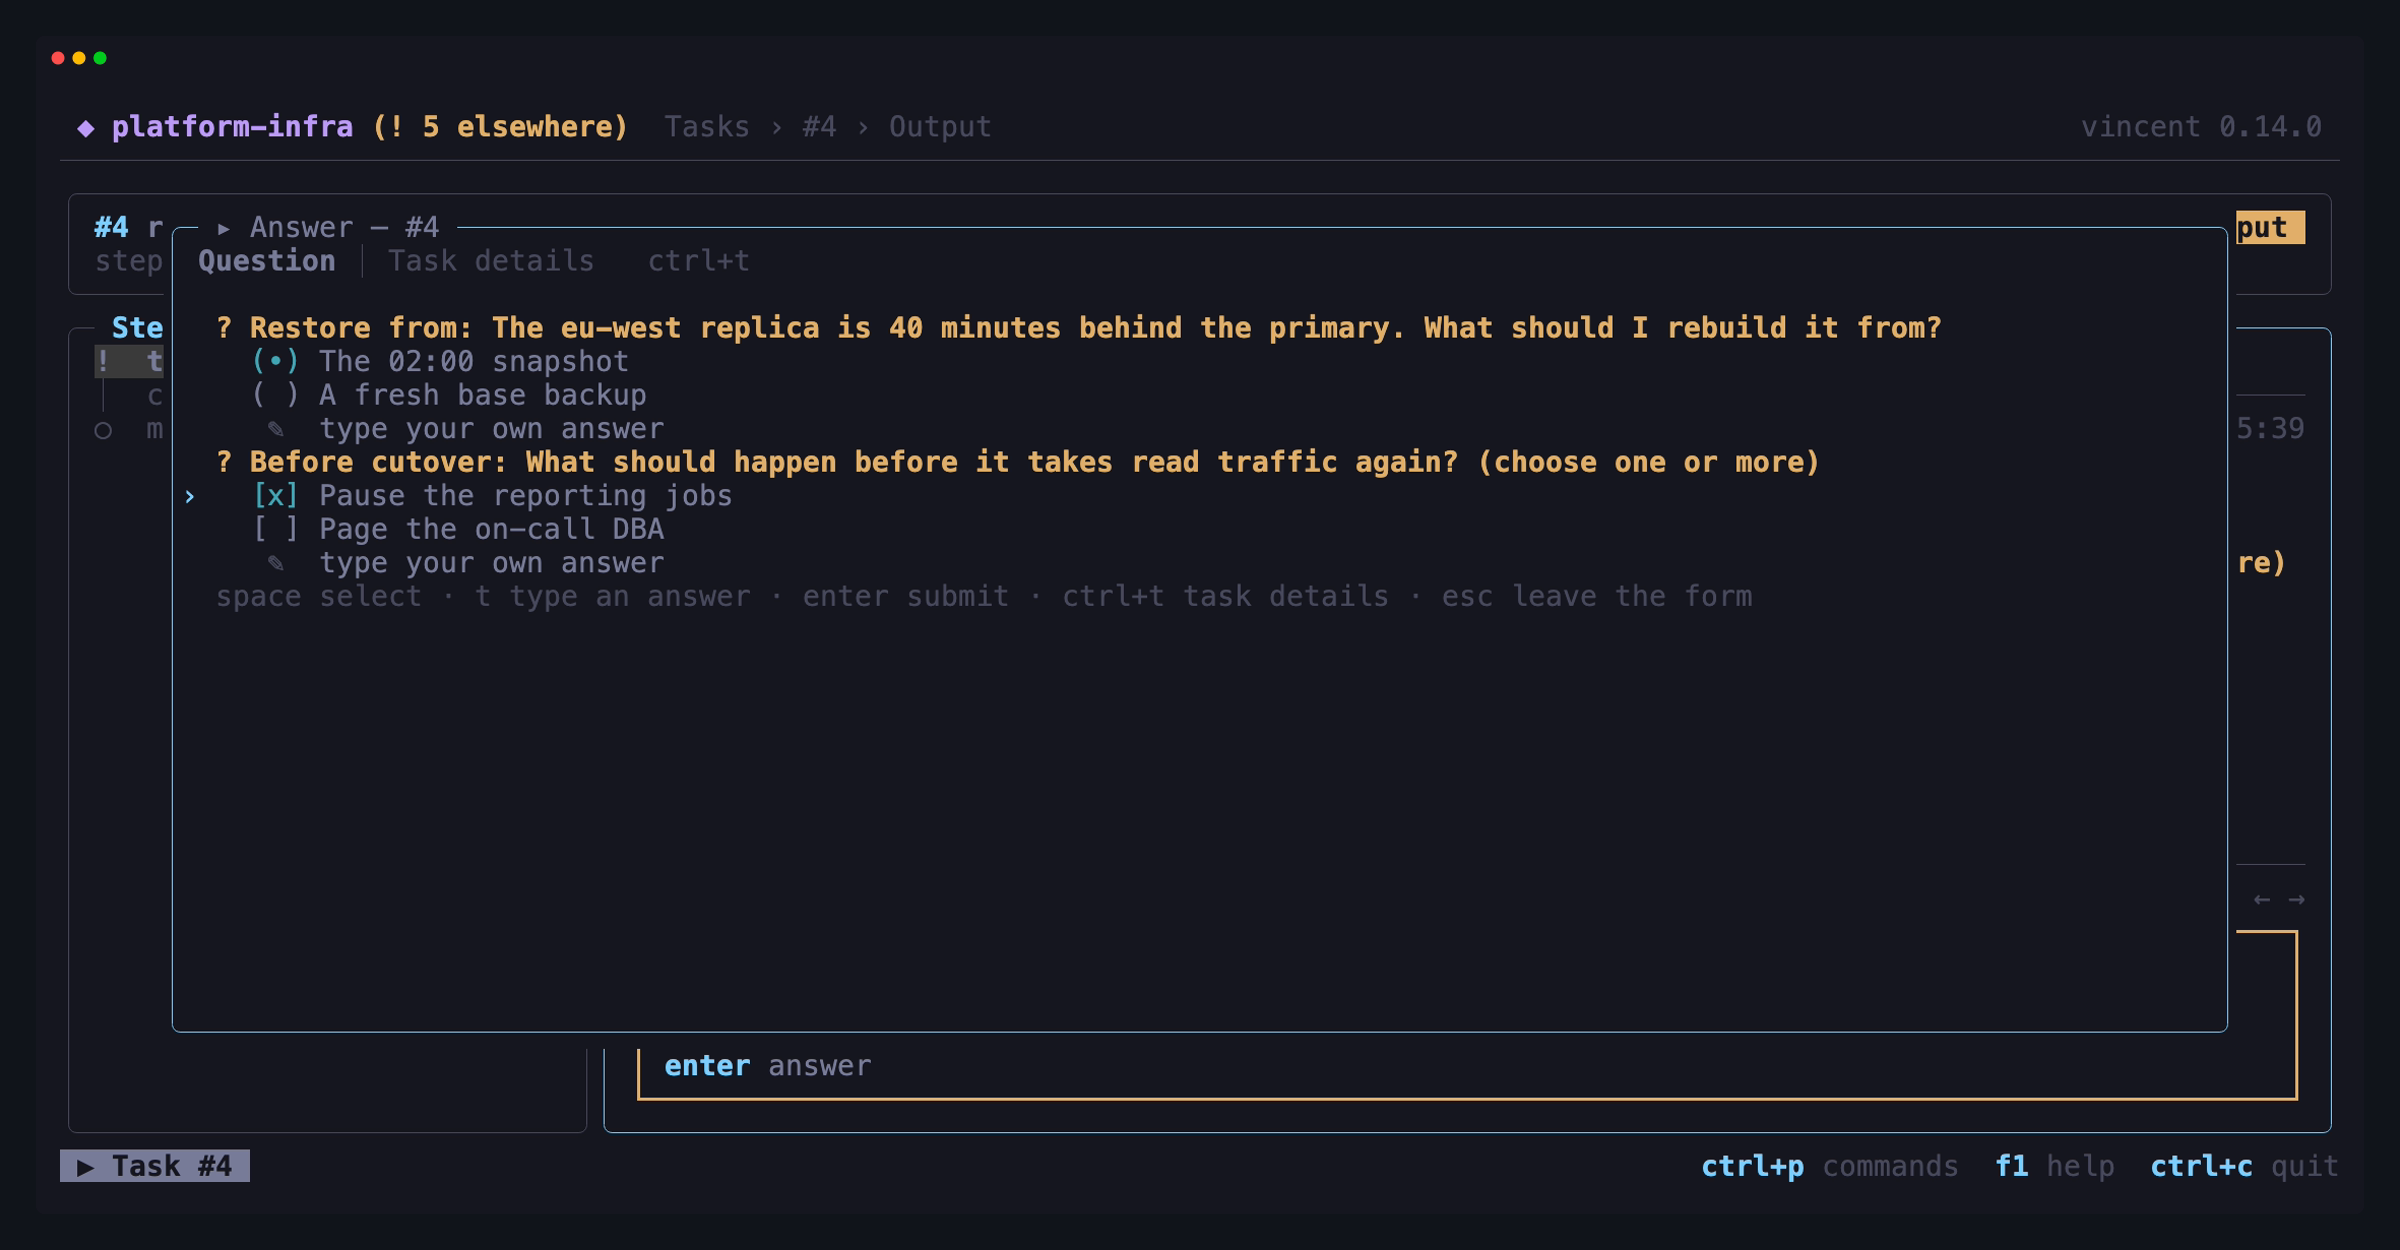 ◆ platform-infra (! 5 elsewhere) Tasks › #4 › Output vincent 0.14.0
#4 r ▸ Answer — #4 put
step Question │ Task details ctrl+t
Ste ? Restore from: The eu-west replica is 40 minutes behind the primary. What should I rebuild it from?
! t (•) The 02:00 snapshot
c ( ) A fresh base backup
○ m ✎ type your own answer 5:39
? Before cutover: What should happen before it takes read traffic again? (choose one or more)
› [x] Pause the reporting jobs
[ ] Page the on-call DBA
✎ type your own answer re)
space select · t type an answer · enter submit · ctrl+t task details · esc leave the form
← →
enter answer
▶ Task #4 ctrl+p commands f1 help ctrl+c quit